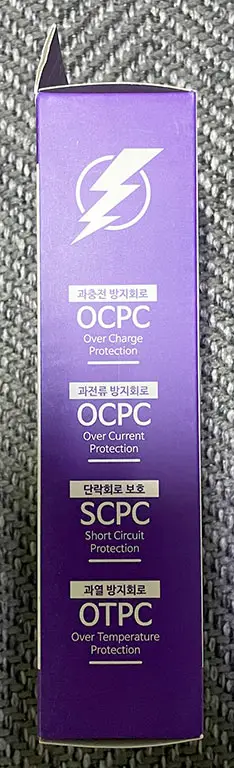 과충전 방지회로
OCPC
Over Charge
Protection
과전류 방지회로
OCPC
Over Current
Protection
단락회로 보호
SCPC
Short Circuit
Protection
과열 방지회로
OTPC
Over Temperature
Protection